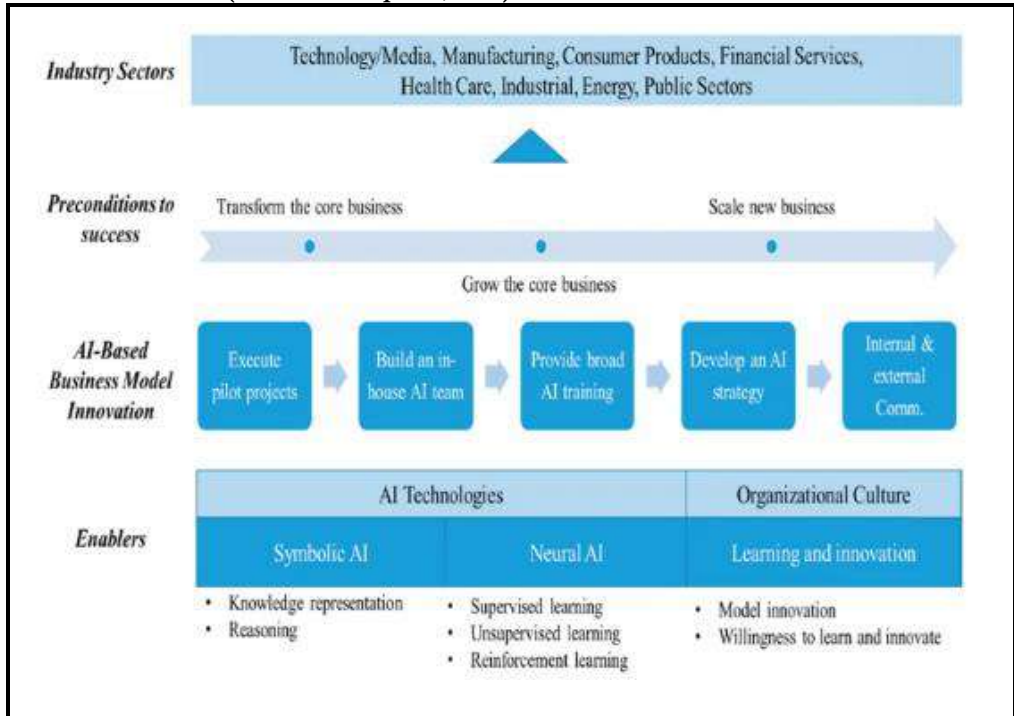 Industry Sectors
Technology/Media, Manufacturing, Consumer Products, Financial Services,
Health Care, Industrial, Energy, Public Sectors
Preconditions to
success
Transform the core business
Scale new business
Grow the core business
AI-Based
Business Model
Innovation
Execute
pilot projects
Build an in-
house AI team
Provide broad
AI training
Develop an AI
strategy
Internal &
external
Comm.
Enablers
AI Technologies
Organizational Culture
Symbolic AI
Neural AI
Learning and innovation
• Knowledge representation
• Reasoning
• Supervised learning
• Unsupervised learning
• Reinforcement learning
• Model innovation
• Willingness to learn and innovate